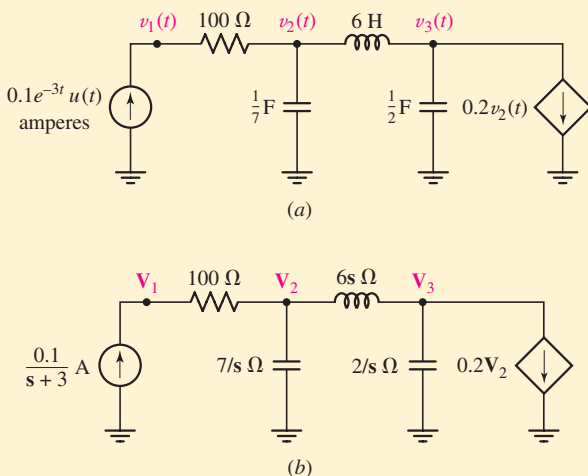 v₁(t) 100 Ω v₂(t) 6 H v₃(t)
0.1e⁻³ᵗ u(t)
amperes
1/7 F
1/2 F
0.2v₂(t)
(a)
V₁ 100 Ω V₂ 6s Ω V₃
0.1/(s + 3) A
7/s Ω
2/s Ω
0.2V₂
(b)